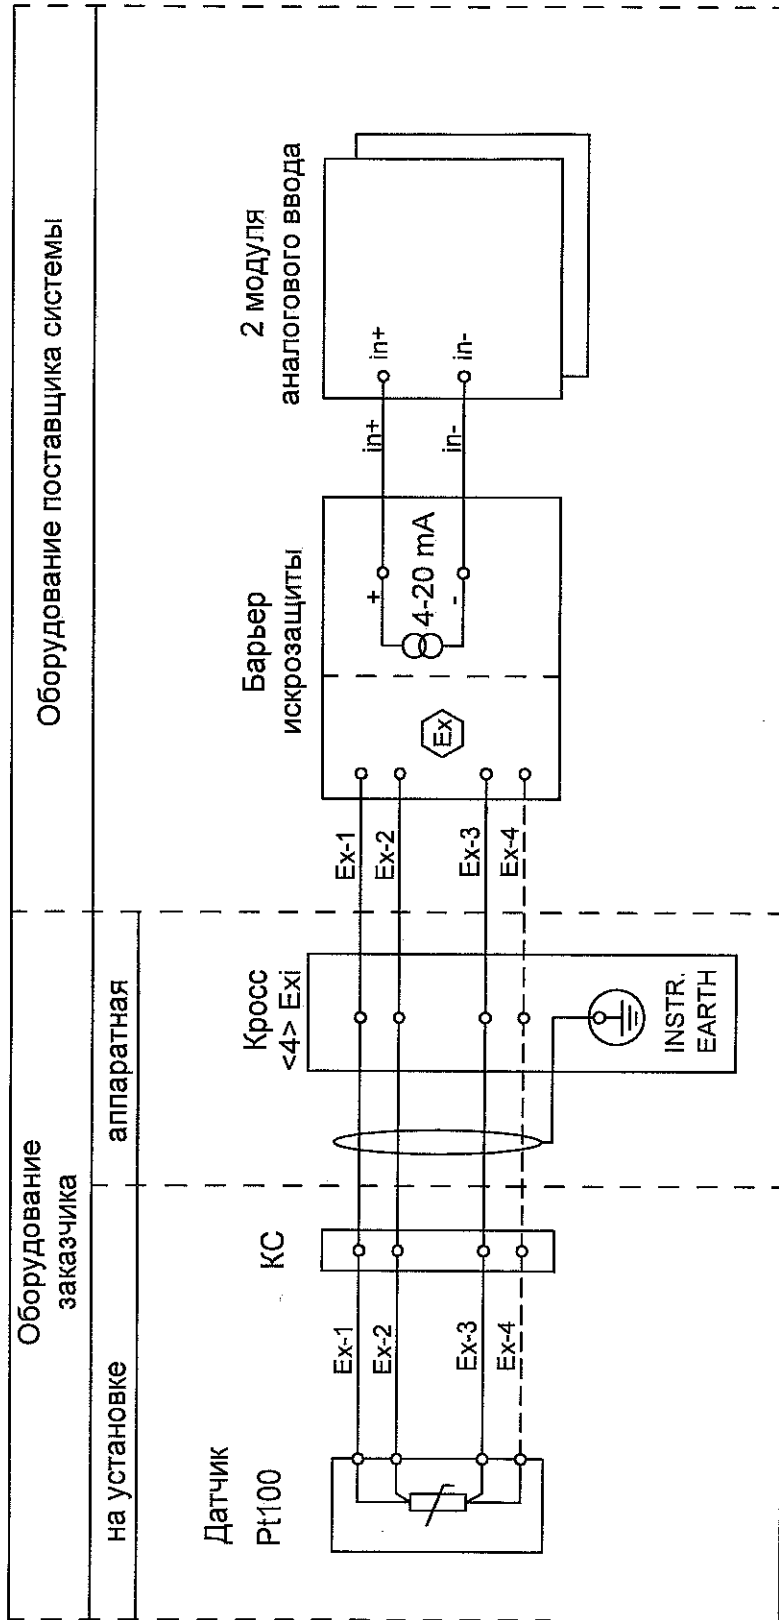 Оборудование
заказчика
Оборудование поставщика системы
на установке
аппаратная
Датчик
Pt100
Ex-1
Ex-2
Ex-3
Ex-4
КС
Кросс
<4> Exi
INSTR.
EARTH
Ex-1
Ex-2
Ex-3
Ex-4
Барьер
искрозащиты
Ex
+
4-20 mA
-
in+
in-
2 модуля
аналогового ввода
in+
in-